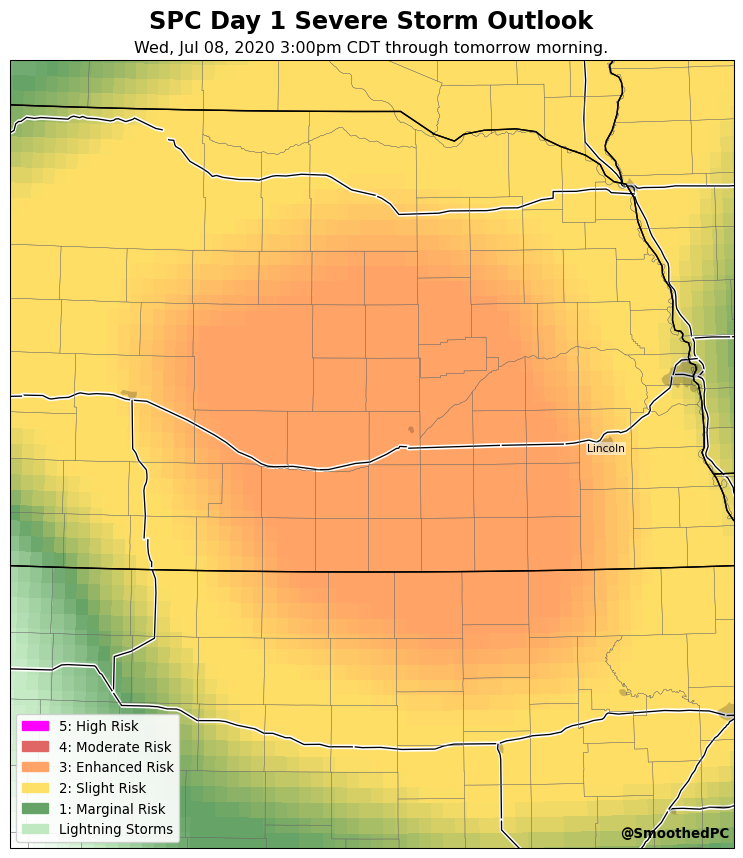 SPC Day 1 Severe Storm Outlook
Wed, Jul 08, 2020 3:00pm CDT through tomorrow morning.
Lincoln
5: High Risk
4: Moderate Risk
3: Enhanced Risk
2: Slight Risk
1: Marginal Risk
Lightning Storms
@SmoothedPC